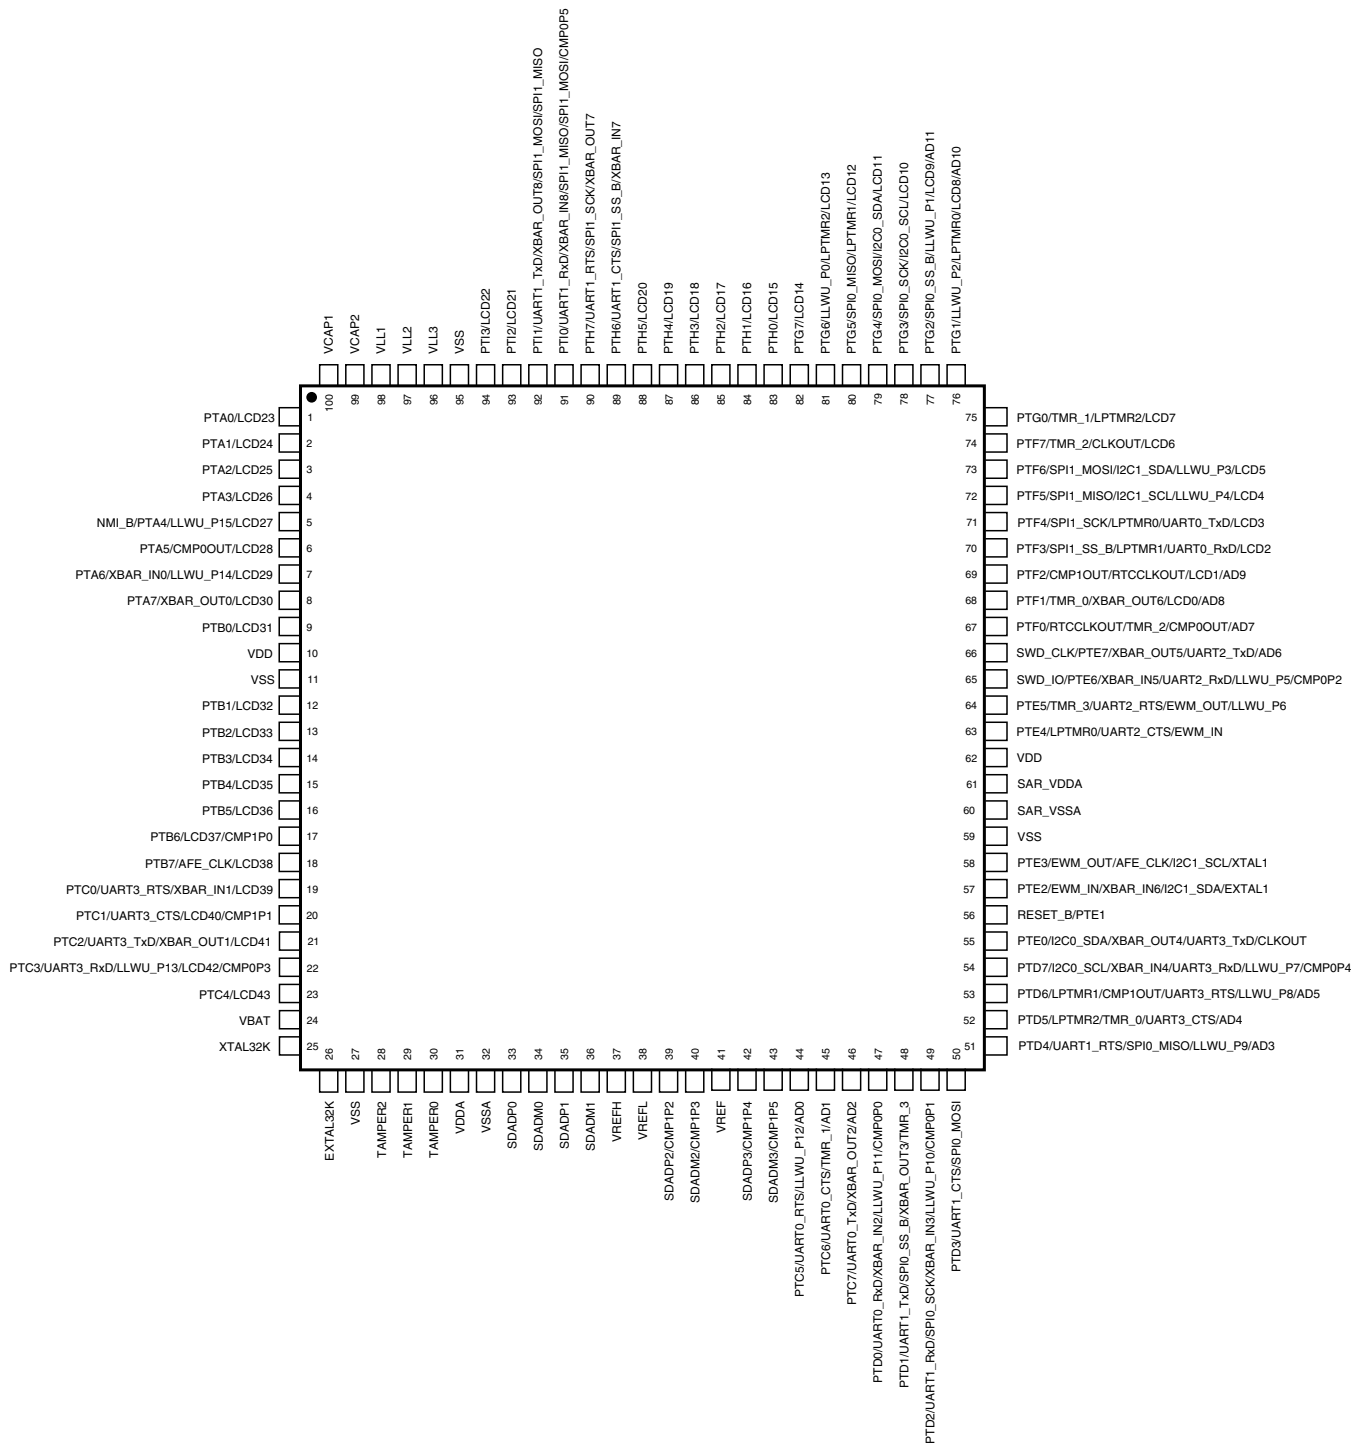 VCAP1
VCAP2
VLL1
VLL2
VLL3
VSS
PTI3/LCD22
PTI2/LCD21
PTI1/UART1_TxD/XBAR_OUT8/SPI1_MOSI/SPI1_MISO
PTI0/UART1_RxD/XBAR_IN8/SPI1_MISO/SPI1_MOSI/CMP0P5
PTH7/UART1_RTS/SPI1_SCK/XBAR_OUT7
PTH6/UART1_CTS/SPI1_SS_B/XBAR_IN7
PTH5/LCD20
PTH4/LCD19
PTH3/LCD18
PTH2/LCD17
PTH1/LCD16
PTH0/LCD15
PTG7/LCD14
PTG6/LLWU_P0/LPTMR2/LCD13
PTG5/SPI0_MISO/LPTMR1/LCD12
PTG4/SPI0_MOSI/I2C0_SDA/LCD11
PTG3/SPI0_SCK/I2C0_SCL/LCD10
PTG2/SPI0_SS_B/LLWU_P1/LCD9/AD11
PTG1/LLWU_P2/LPTMR0/LCD8/AD10
100
99
98
97
96
95
94
93
92
91
90
89
88
87
86
85
84
83
82
81
80
79
78
77
76
PTA0/LCD23 1
PTA1/LCD24 2
PTA2/LCD25 3
PTA3/LCD26 4
NMI_B/PTA4/LLWU_P15/LCD27 5
PTA5/CMP0OUT/LCD28 6
PTA6/XBAR_IN0/LLWU_P14/LCD29 7
PTA7/XBAR_OUT0/LCD30 8
PTB0/LCD31 9
VDD 10
VSS 11
PTB1/LCD32 12
PTB2/LCD33 13
PTB3/LCD34 14
PTB4/LCD35 15
PTB5/LCD36 16
PTB6/LCD37/CMP1P0 17
PTB7/AFE_CLK/LCD38 18
PTC0/UART3_RTS/XBAR_IN1/LCD39 19
PTC1/UART3_CTS/LCD40/CMP1P1 20
PTC2/UART3_TxD/XBAR_OUT1/LCD41 21
PTC3/UART3_RxD/LLWU_P13/LCD42/CMP0P3 22
PTC4/LCD43 23
VBAT 24
XTAL32K 25
75 PTG0/TMR_1/LPTMR2/LCD7
74 PTF7/TMR_2/CLKOUT/LCD6
73 PTF6/SPI1_MOSI/I2C1_SDA/LLWU_P3/LCD5
72 PTF5/SPI1_MISO/I2C1_SCL/LLWU_P4/LCD4
71 PTF4/SPI1_SCK/LPTMR0/UART0_TxD/LCD3
70 PTF3/SPI1_SS_B/LPTMR1/UART0_RxD/LCD2
69 PTF2/CMP1OUT/RTCCLKOUT/LCD1/AD9
68 PTF1/TMR_0/XBAR_OUT6/LCD0/AD8
67 PTF0/RTCCLKOUT/TMR_2/CMP0OUT/AD7
66 SWD_CLK/PTE7/XBAR_OUT5/UART2_TxD/AD6
65 SWD_IO/PTE6/XBAR_IN5/UART2_RxD/LLWU_P5/CMP0P2
64 PTE5/TMR_3/UART2_RTS/EWM_OUT/LLWU_P6
63 PTE4/LPTMR0/UART2_CTS/EWM_IN
62 VDD
61 SAR_VDDA
60 SAR_VSSA
59 VSS
58 PTE3/EWM_OUT/AFE_CLK/I2C1_SCL/XTAL1
57 PTE2/EWM_IN/XBAR_IN6/I2C1_SDA/EXTAL1
56 RESET_B/PTE1
55 PTE0/I2C0_SDA/XBAR_OUT4/UART3_TxD/CLKOUT
54 PTD7/I2C0_SCL/XBAR_IN4/UART3_RxD/LLWU_P7/CMP0P4
53 PTD6/LPTMR1/CMP1OUT/UART3_RTS/LLWU_P8/AD5
52 PTD5/LPTMR2/TMR_0/UART3_CTS/AD4
51 PTD4/UART1_RTS/SPI0_MISO/LLWU_P9/AD3
26
27
28
29
30
31
32
33
34
35
36
37
38
39
40
41
42
43
44
45
46
47
48
49
50
EXTAL32K
VSS
TAMPER2
TAMPER1
TAMPER0
VDDA
VSSA
SDADP0
SDADM0
SDADP1
SDADM1
VREFH
VREFL
SDADP2/CMP1P2
SDADM2/CMP1P3
VREF
SDADP3/CMP1P4
SDADM3/CMP1P5
PTC5/UART0_RTS/LLWU_P12/AD0
PTC6/UART0_CTS/TMR_1/AD1
PTC7/UART0_TxD/XBAR_OUT2/AD2
PTD0/UART0_RxD/XBAR_IN2/LLWU_P11/CMP0P0
PTD1/UART1_TxD/SPI0_SS_B/XBAR_OUT3/TMR_3
PTD2/UART1_RxD/SPI0_SCK/XBAR_IN3/LLWU_P10/CMP0P1
PTD3/UART1_CTS/SPI0_MOSI